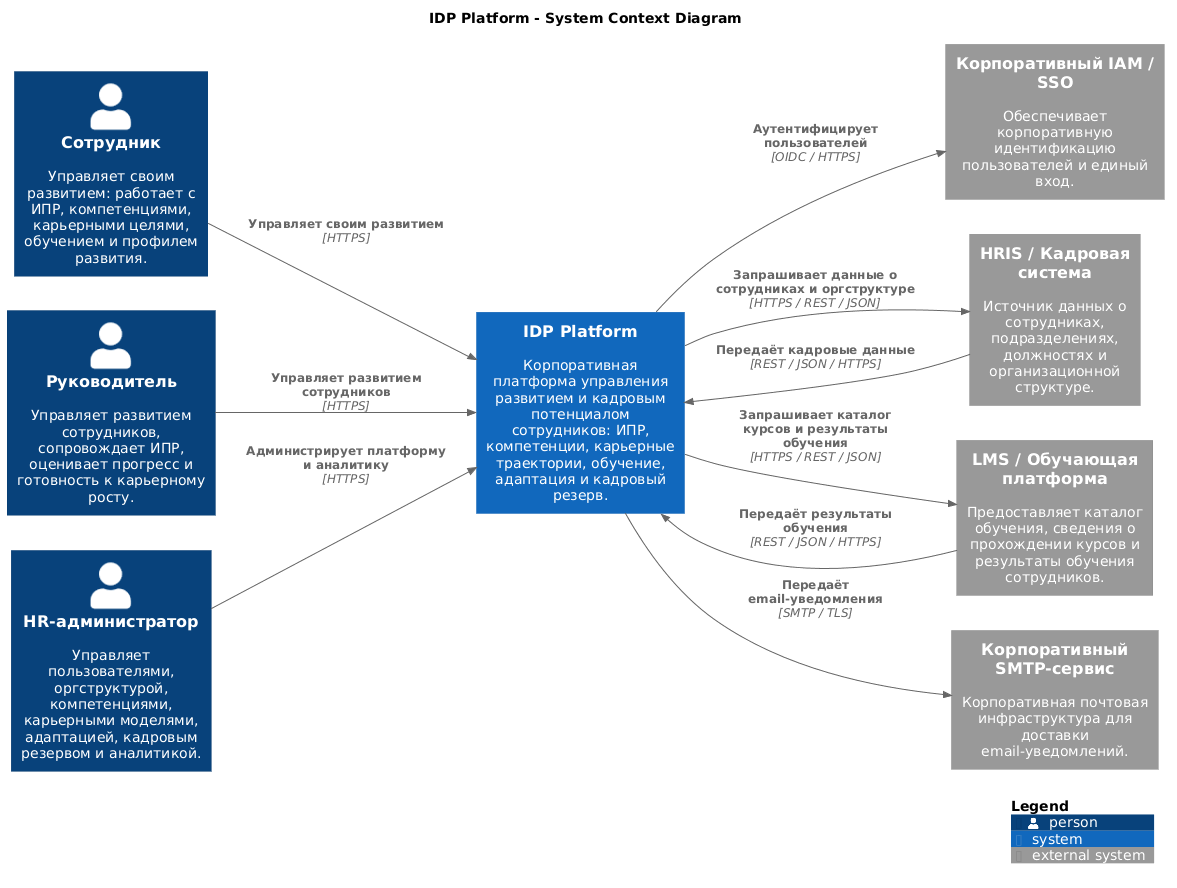 IDP Platform - System Context Diagram
Сотрудник
Управляет своим
развитием: работает с
ИПР, компетенциями,
карьерными целями,
обучением и профилем
развития.
Руководитель
Управляет развитием
сотрудников,
сопровождает ИПР,
оценивает прогресс и
готовность к карьерному
росту.
HR-администратор
Управляет
пользователями,
оргструктурой,
компетенциями,
карьерными моделями,
адаптацией, кадровым
резервом и аналитикой.
Управляет своим развитием
[HTTPS]
Управляет развитием
сотрудников
[HTTPS]
Администрирует платформу
и аналитику
[HTTPS]
IDP Platform
Корпоративная
платформа управления
развитием и кадровым
потенциалом
сотрудников: ИПР,
компетенции, карьерные
траектории, обучение,
адаптация и кадровый
резерв.
Аутентифицирует
пользователей
[OIDC / HTTPS]
Запрашивает данные о
сотрудниках и оргструктуре
[HTTPS / REST / JSON]
Передаёт кадровые данные
[REST / JSON / HTTPS]
Запрашивает каталог
курсов и результаты
обучения
[HTTPS / REST / JSON]
Передаёт результаты
обучения
[REST / JSON / HTTPS]
Передаёт
email-уведомления
[SMTP / TLS]
Корпоративный IAM /
SSO
Обеспечивает
корпоративную
идентификацию
пользователей и единый
вход.
HRIS / Кадровая
система
Источник данных о
сотрудниках,
подразделениях,
должностях и
организационной
структуре.
LMS / Обучающая
платформа
Предоставляет каталог
обучения, сведения о
прохождении курсов и
результаты обучения
сотрудников.
Корпоративный
SMTP-сервис
Корпоративная почтовая
инфраструктура для
доставки
email-уведомлений.
Legend
person
system
external system